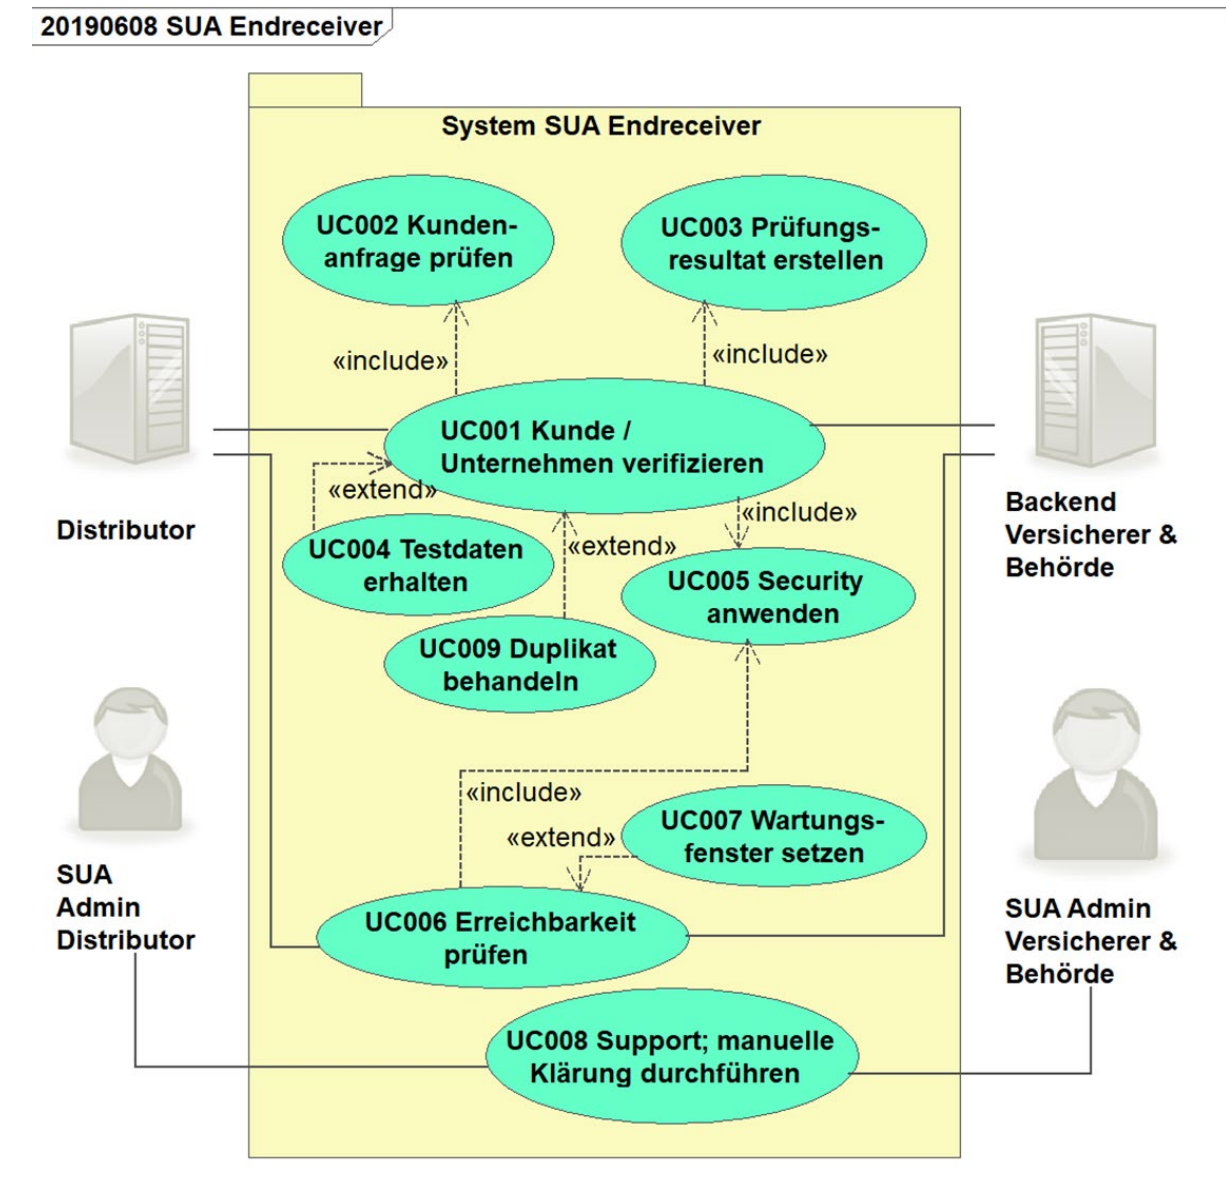 20190608 SUA Endreceiver
System SUA Endreceiver
UC002 Kunden-
anfrage prüfen
UC003 Prüfungs-
resultat erstellen
«include»
«include»
UC001 Kunde /
Unternehmen verifizieren
«extend»
«include»
Distributor
Backend
Versicherer &
Behörde
UC004 Testdaten
erhalten
«extend»
UC005 Security
anwenden
UC009 Duplikat
behandeln
«include»
«extend»
UC007 Wartungs-
fenster setzen
SUA
Admin
Distributor
UC006 Erreichbarkeit
prüfen
SUA Admin
Versicherer &
Behörde
UC008 Support; manuelle
Klärung durchführen